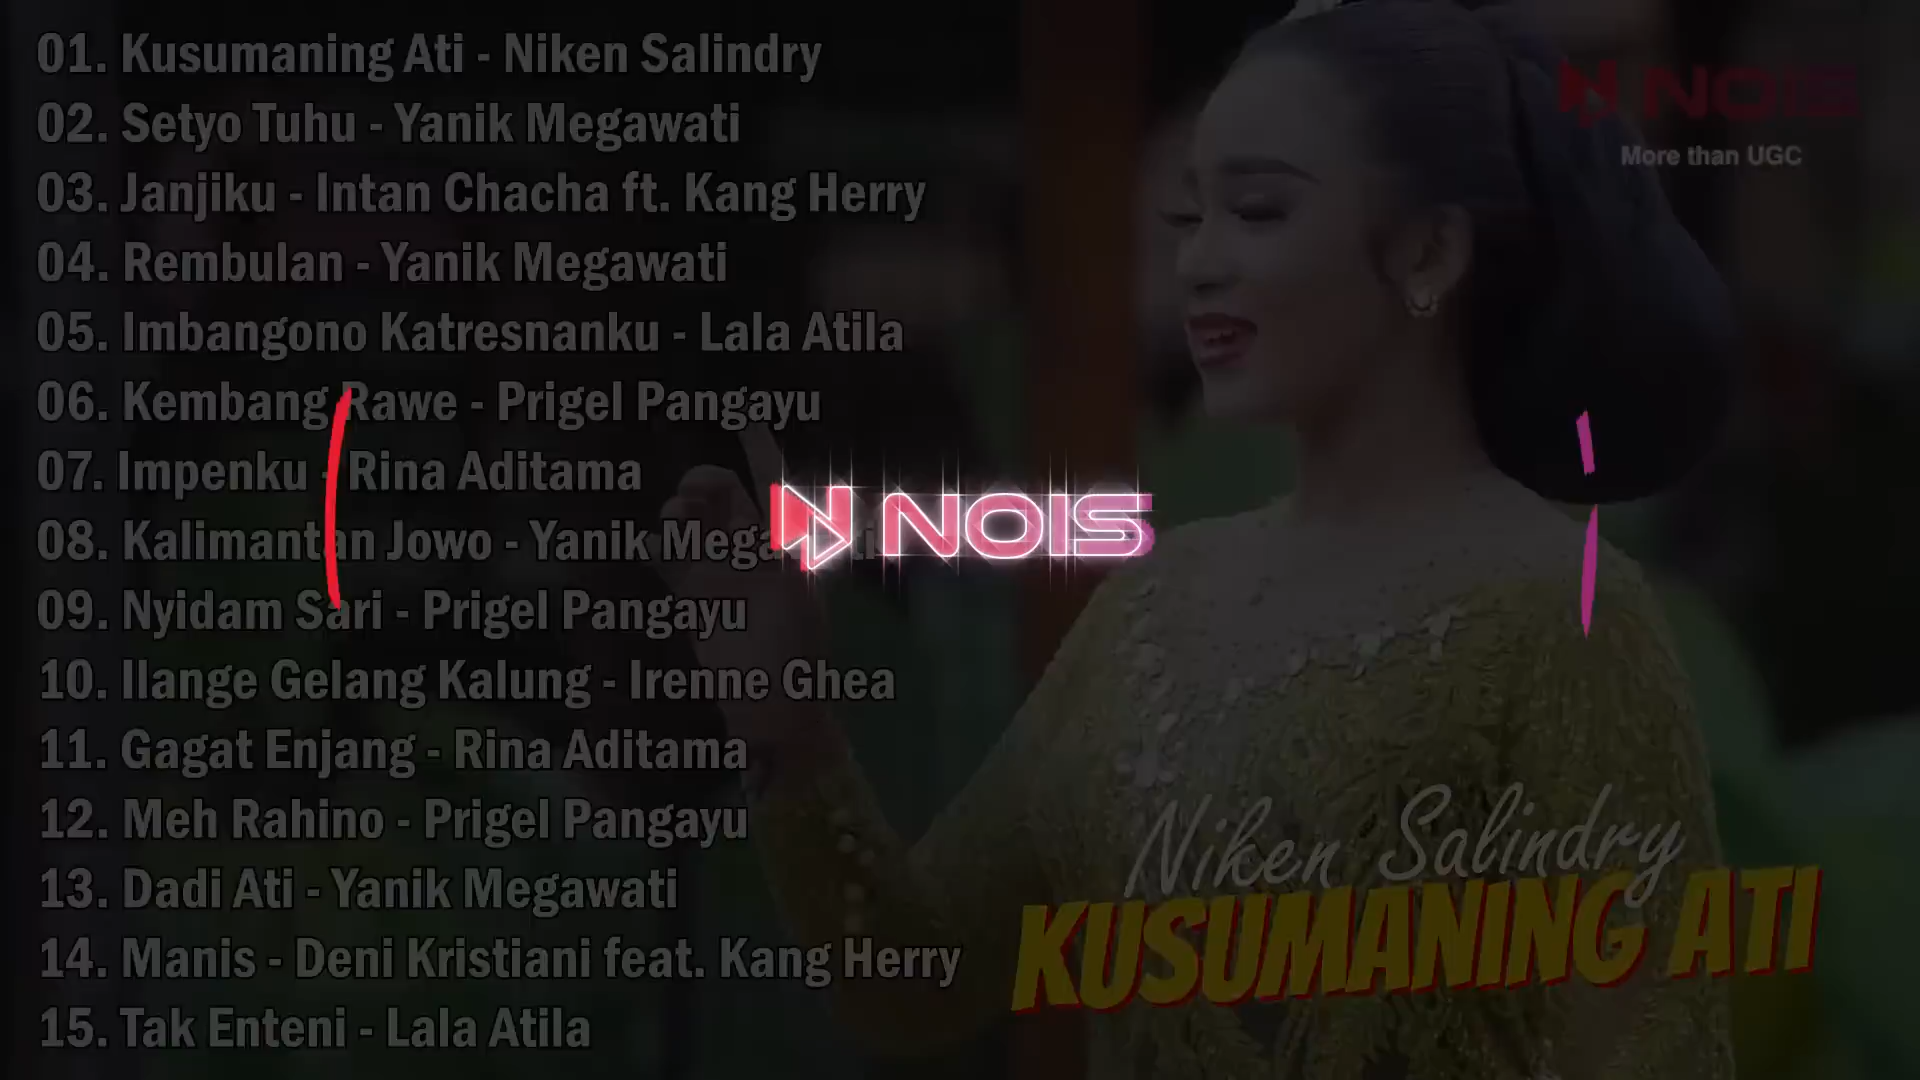 01. Kusumaning Ati - Niken Salindry
02. Setyo Tuhu - Yanik Megawati
03. Janjiku - Intan Chacha ft. Kang Herry
04. Rembulan - Yanik Megawati
05. Imbangono Katresnanku - Lala Atila
06. Kembang Rawe - Prigel Pangayu
07. Impenku - Rina Aditama
08. Kalimantan Jowo - Yanik Megawati
09. Nyidam Sari - Prigel Pangayu
10. Ilange Gelang Kalung - Irenne Ghea
11. Gagat Enjang - Rina Aditama
12. Meh Rahino - Prigel Pangayu
13. Dadi Ati - Yanik Megawati
14. Manis - Deni Kristiani feat. Kang Herry
15. Tak Enteni - Lala Atila
NOIS
More than UGC
NOIS
Niken Salindry
KUSUMANING ATI